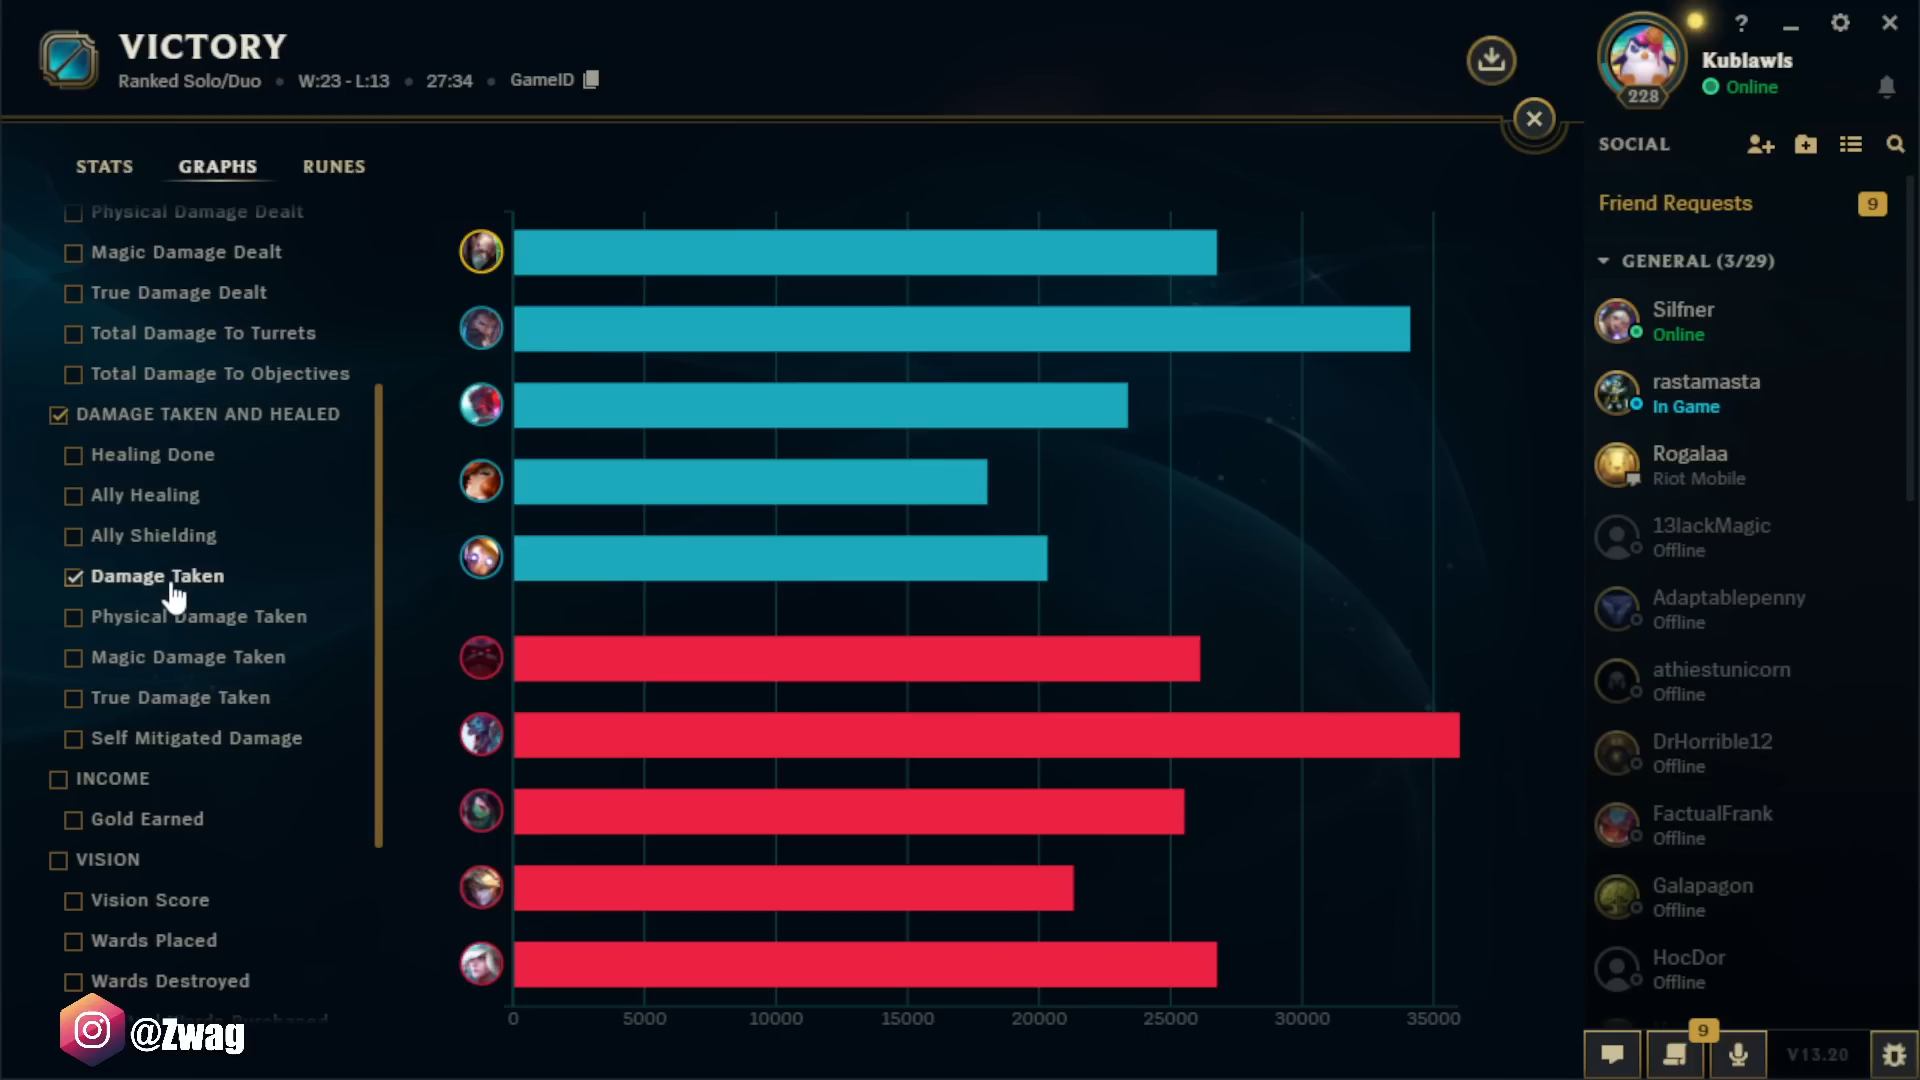 VICTORY
Ranked Solo/Duo • W:23 - L:13 • 27:34 • GameID
?
228
Kublawls
Online
STATS GRAPHS RUNES
SOCIAL
Friend Requests 9
GENERAL (3/29)
Silfner
Online
rastamasta
In Game
Rogalaa
Riot Mobile
13lackMagic
Offline
Adaptablepenny
Offline
athiestunicorn
Offline
DrHorrible12
Offline
FactualFrank
Offline
Galapagon
Offline
HocDor
Offline
Physical Damage Dealt
Magic Damage Dealt
True Damage Dealt
Total Damage To Turrets
Total Damage To Objectives
DAMAGE TAKEN AND HEALED
Healing Done
Ally Healing
Ally Shielding
Damage Taken
Physical Damage Taken
Magic Damage Taken
True Damage Taken
Self Mitigated Damage
INCOME
Gold Earned
VISION
Vision Score
Wards Placed
Wards Destroyed
0 5000 10000 15000 20000 25000 30000 35000
@Zwag
9
V13.20